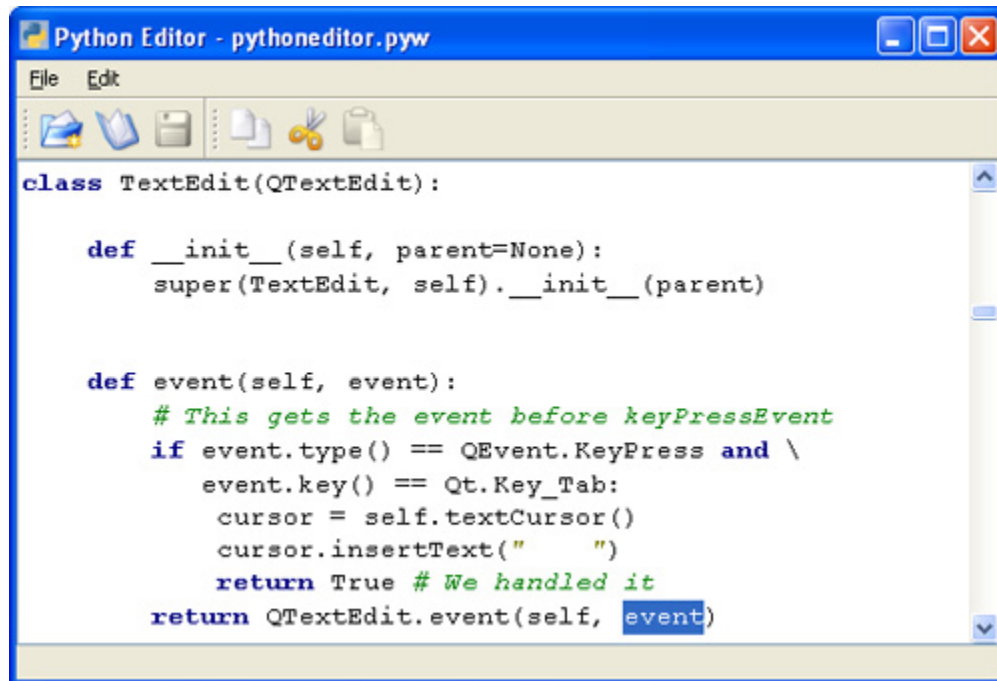 Python Editor - pythoneditor.pyw
File Edit
class TextEdit(QTextEdit):
    def __init__(self, parent=None):
        super(TextEdit, self).__init__(parent)
    def event(self, event):
        # This gets the event before keyPressEvent
        if event.type() == QEvent.KeyPress and \
           event.key() == Qt.Key_Tab:
            cursor = self.textCursor()
            cursor.insertText("    ")
            return True # We handled it
        return QTextEdit.event(self, event)